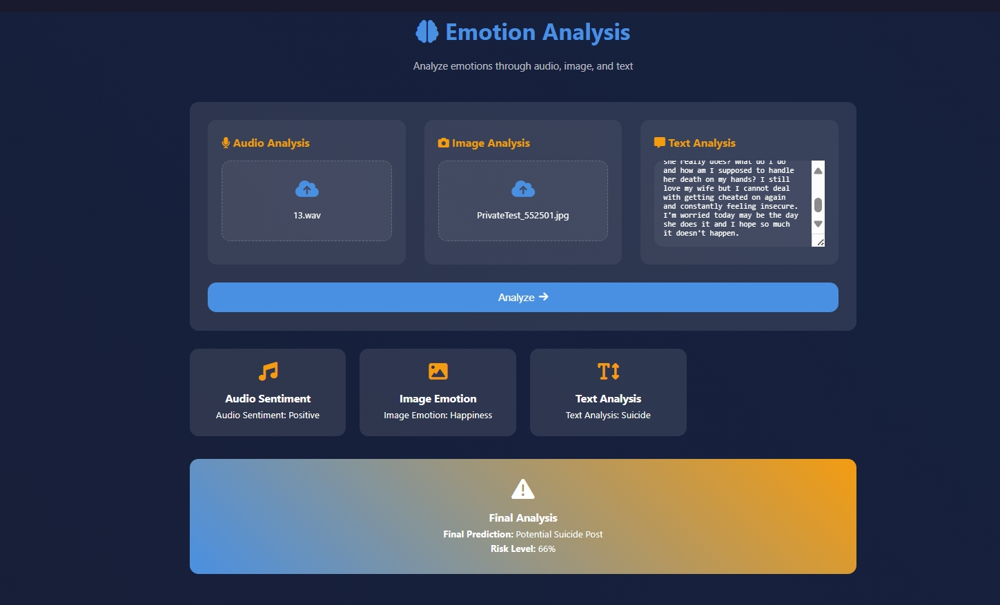 Emotion Analysis
Analyze emotions through audio, image, and text
Audio Analysis
13.wav
Image Analysis
PrivateTest_552501.jpg
Text Analysis
she really does? What do I do
and how am I supposed to handle
her death on my hands? I still
love my wife but I cannot deal
with getting cheated on again
and constantly feeling insecure.
I'm worried today may be the day
she does it and I hope so much
it doesn't happen.
Analyze
Audio Sentiment
Audio Sentiment: Positive
Image Emotion
Image Emotion: Happiness
Text Analysis
Text Analysis: Suicide
Final Analysis
Final Prediction: Potential Suicide Post
Risk Level: 66%